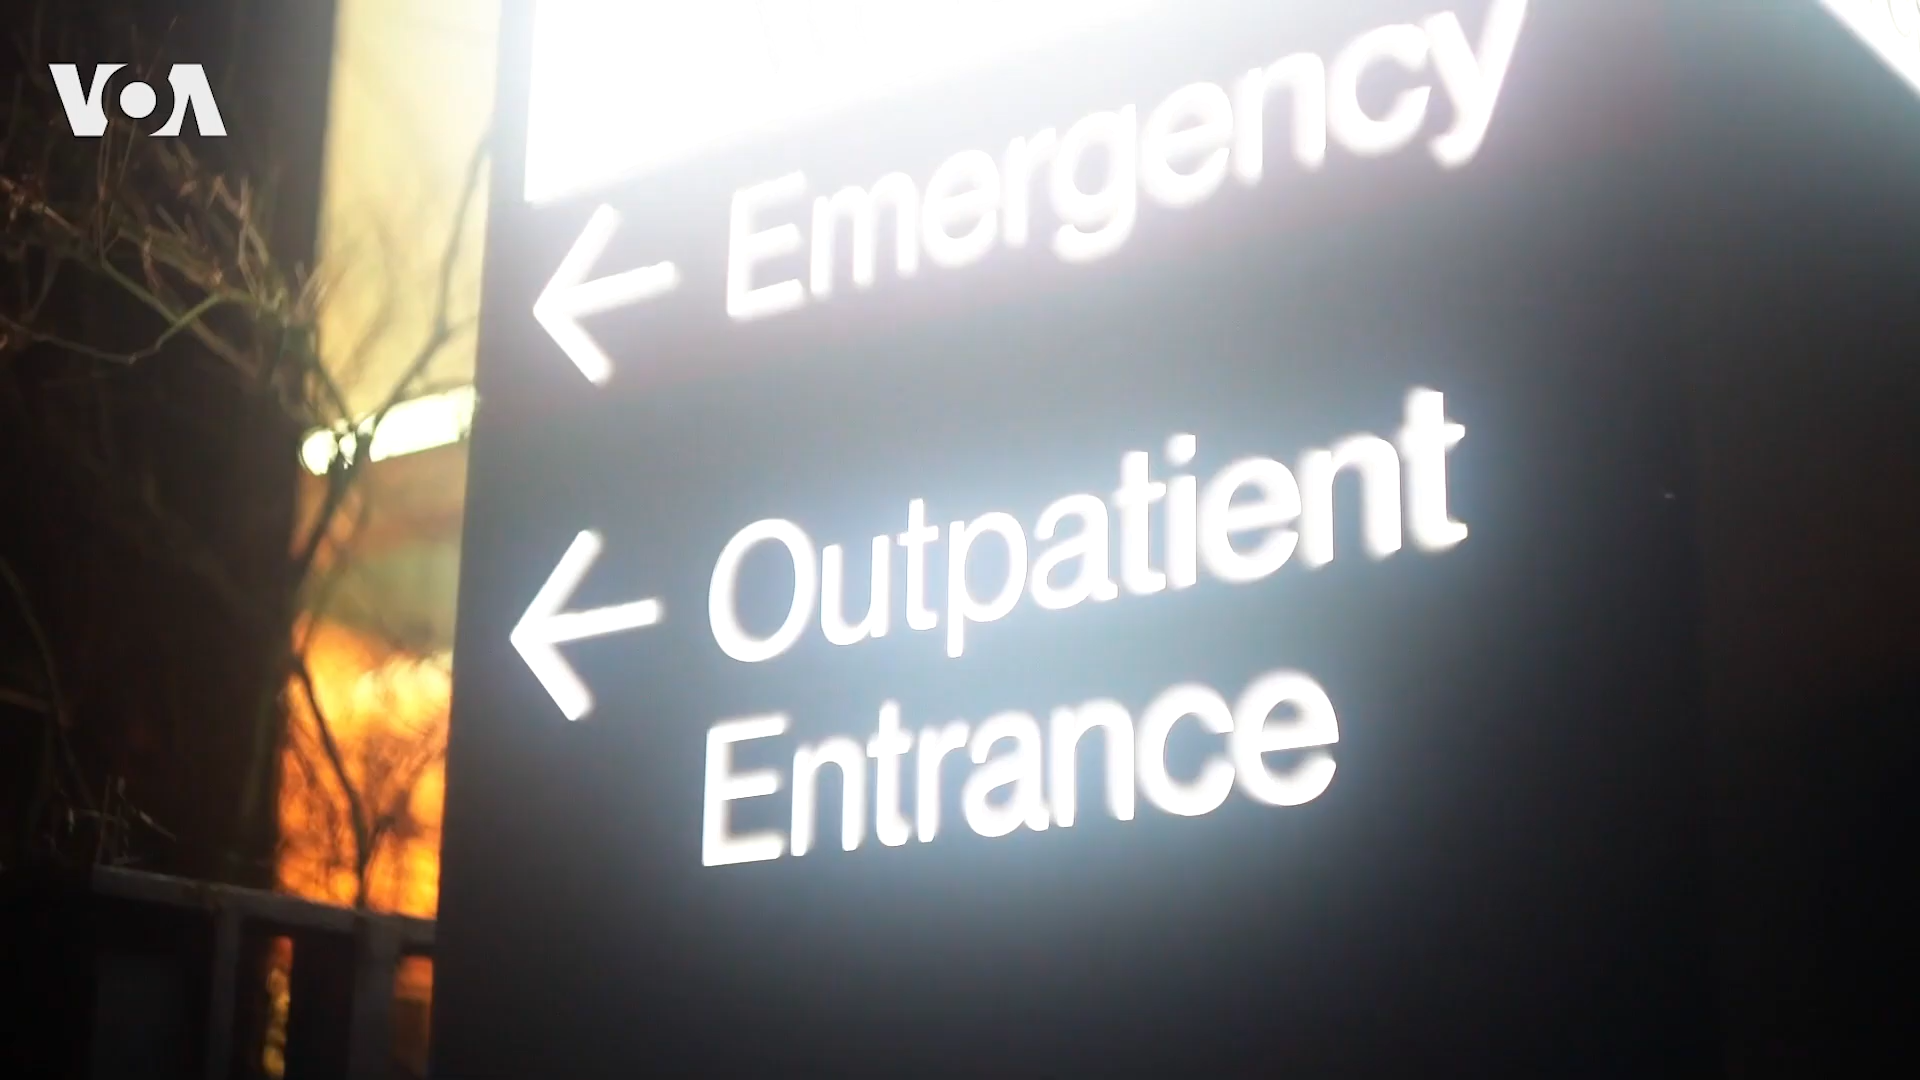 VOA
← Emergency
← Outpatient
Entrance